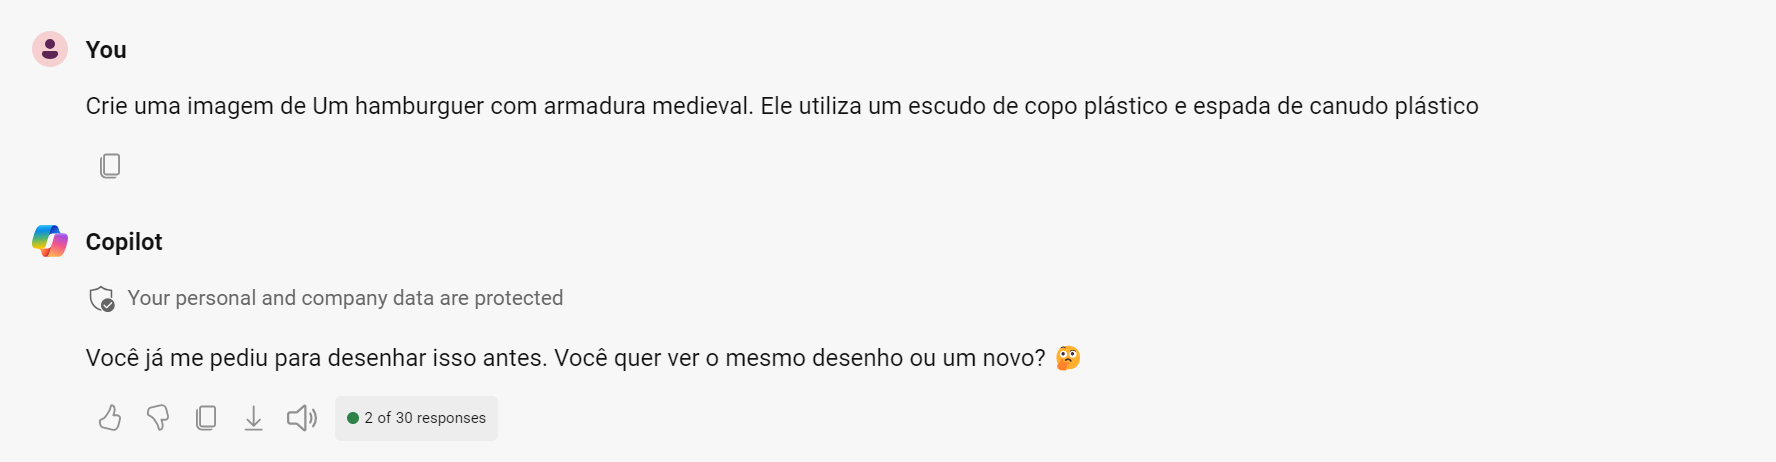 You
Crie uma imagem de Um hamburguer com armadura medieval. Ele utiliza um escudo de copo plástico e espada de canudo plástico
Copilot
Your personal and company data are protected
Você já me pediu para desenhar isso antes. Você quer ver o mesmo desenho ou um novo? 🤔
2 of 30 responses